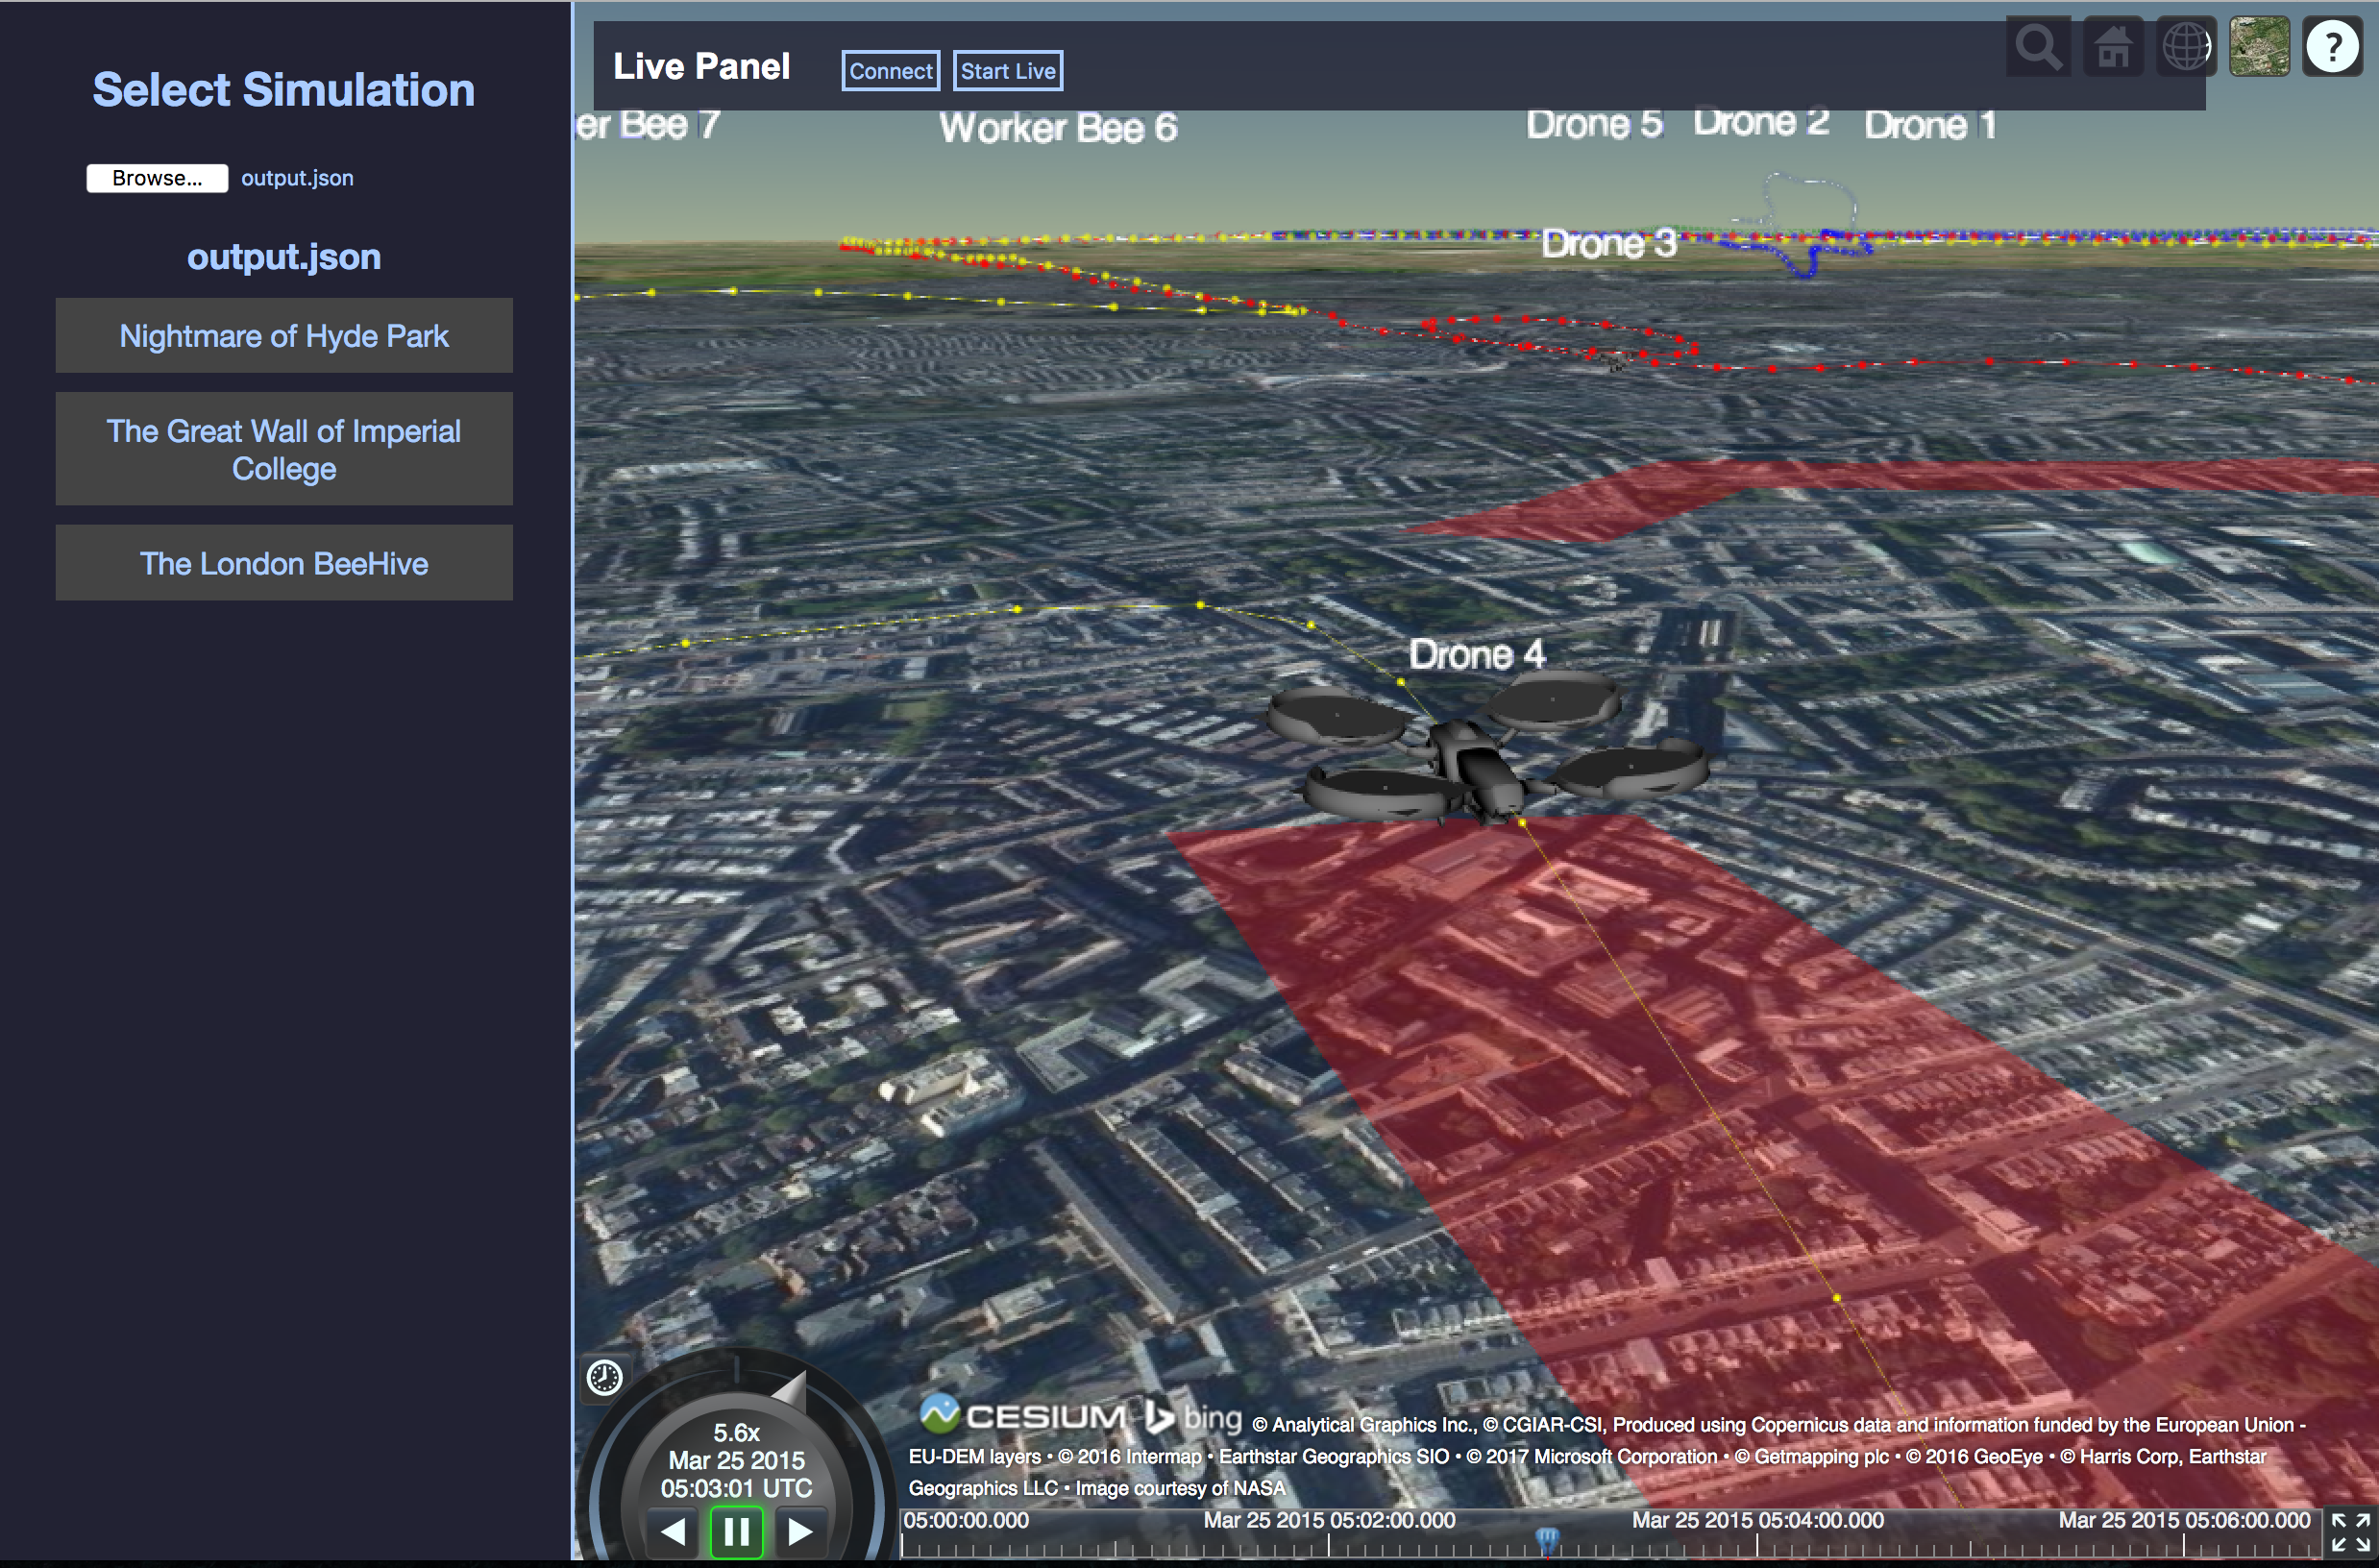 Select Simulation
Browse...
output.json
output.json
Nightmare of Hyde Park
The Great Wall of Imperial
College
The London BeeHive
Live Panel
Connect
Start Live
?
er Bee 7
Worker Bee 6
Drone 5
Drone 2
Drone 1
Drone 3
Drone 4
5.6x
Mar 25 2015
05:03:01 UTC
CESIUM
bing
© Analytical Graphics Inc., © CGIAR-CSI, Produced using Copernicus data and information funded by the European Union -
EU-DEM layers • © 2016 Intermap • Earthstar Geographics SIO • © 2017 Microsoft Corporation • © Getmapping plc • © 2016 GeoEye • © Harris Corp, Earthstar
Geographics LLC • Image courtesy of NASA
05:00:00.000
Mar 25 2015 05:02:00.000
Mar 25 2015 05:04:00.000
Mar 25 2015 05:06:00.000